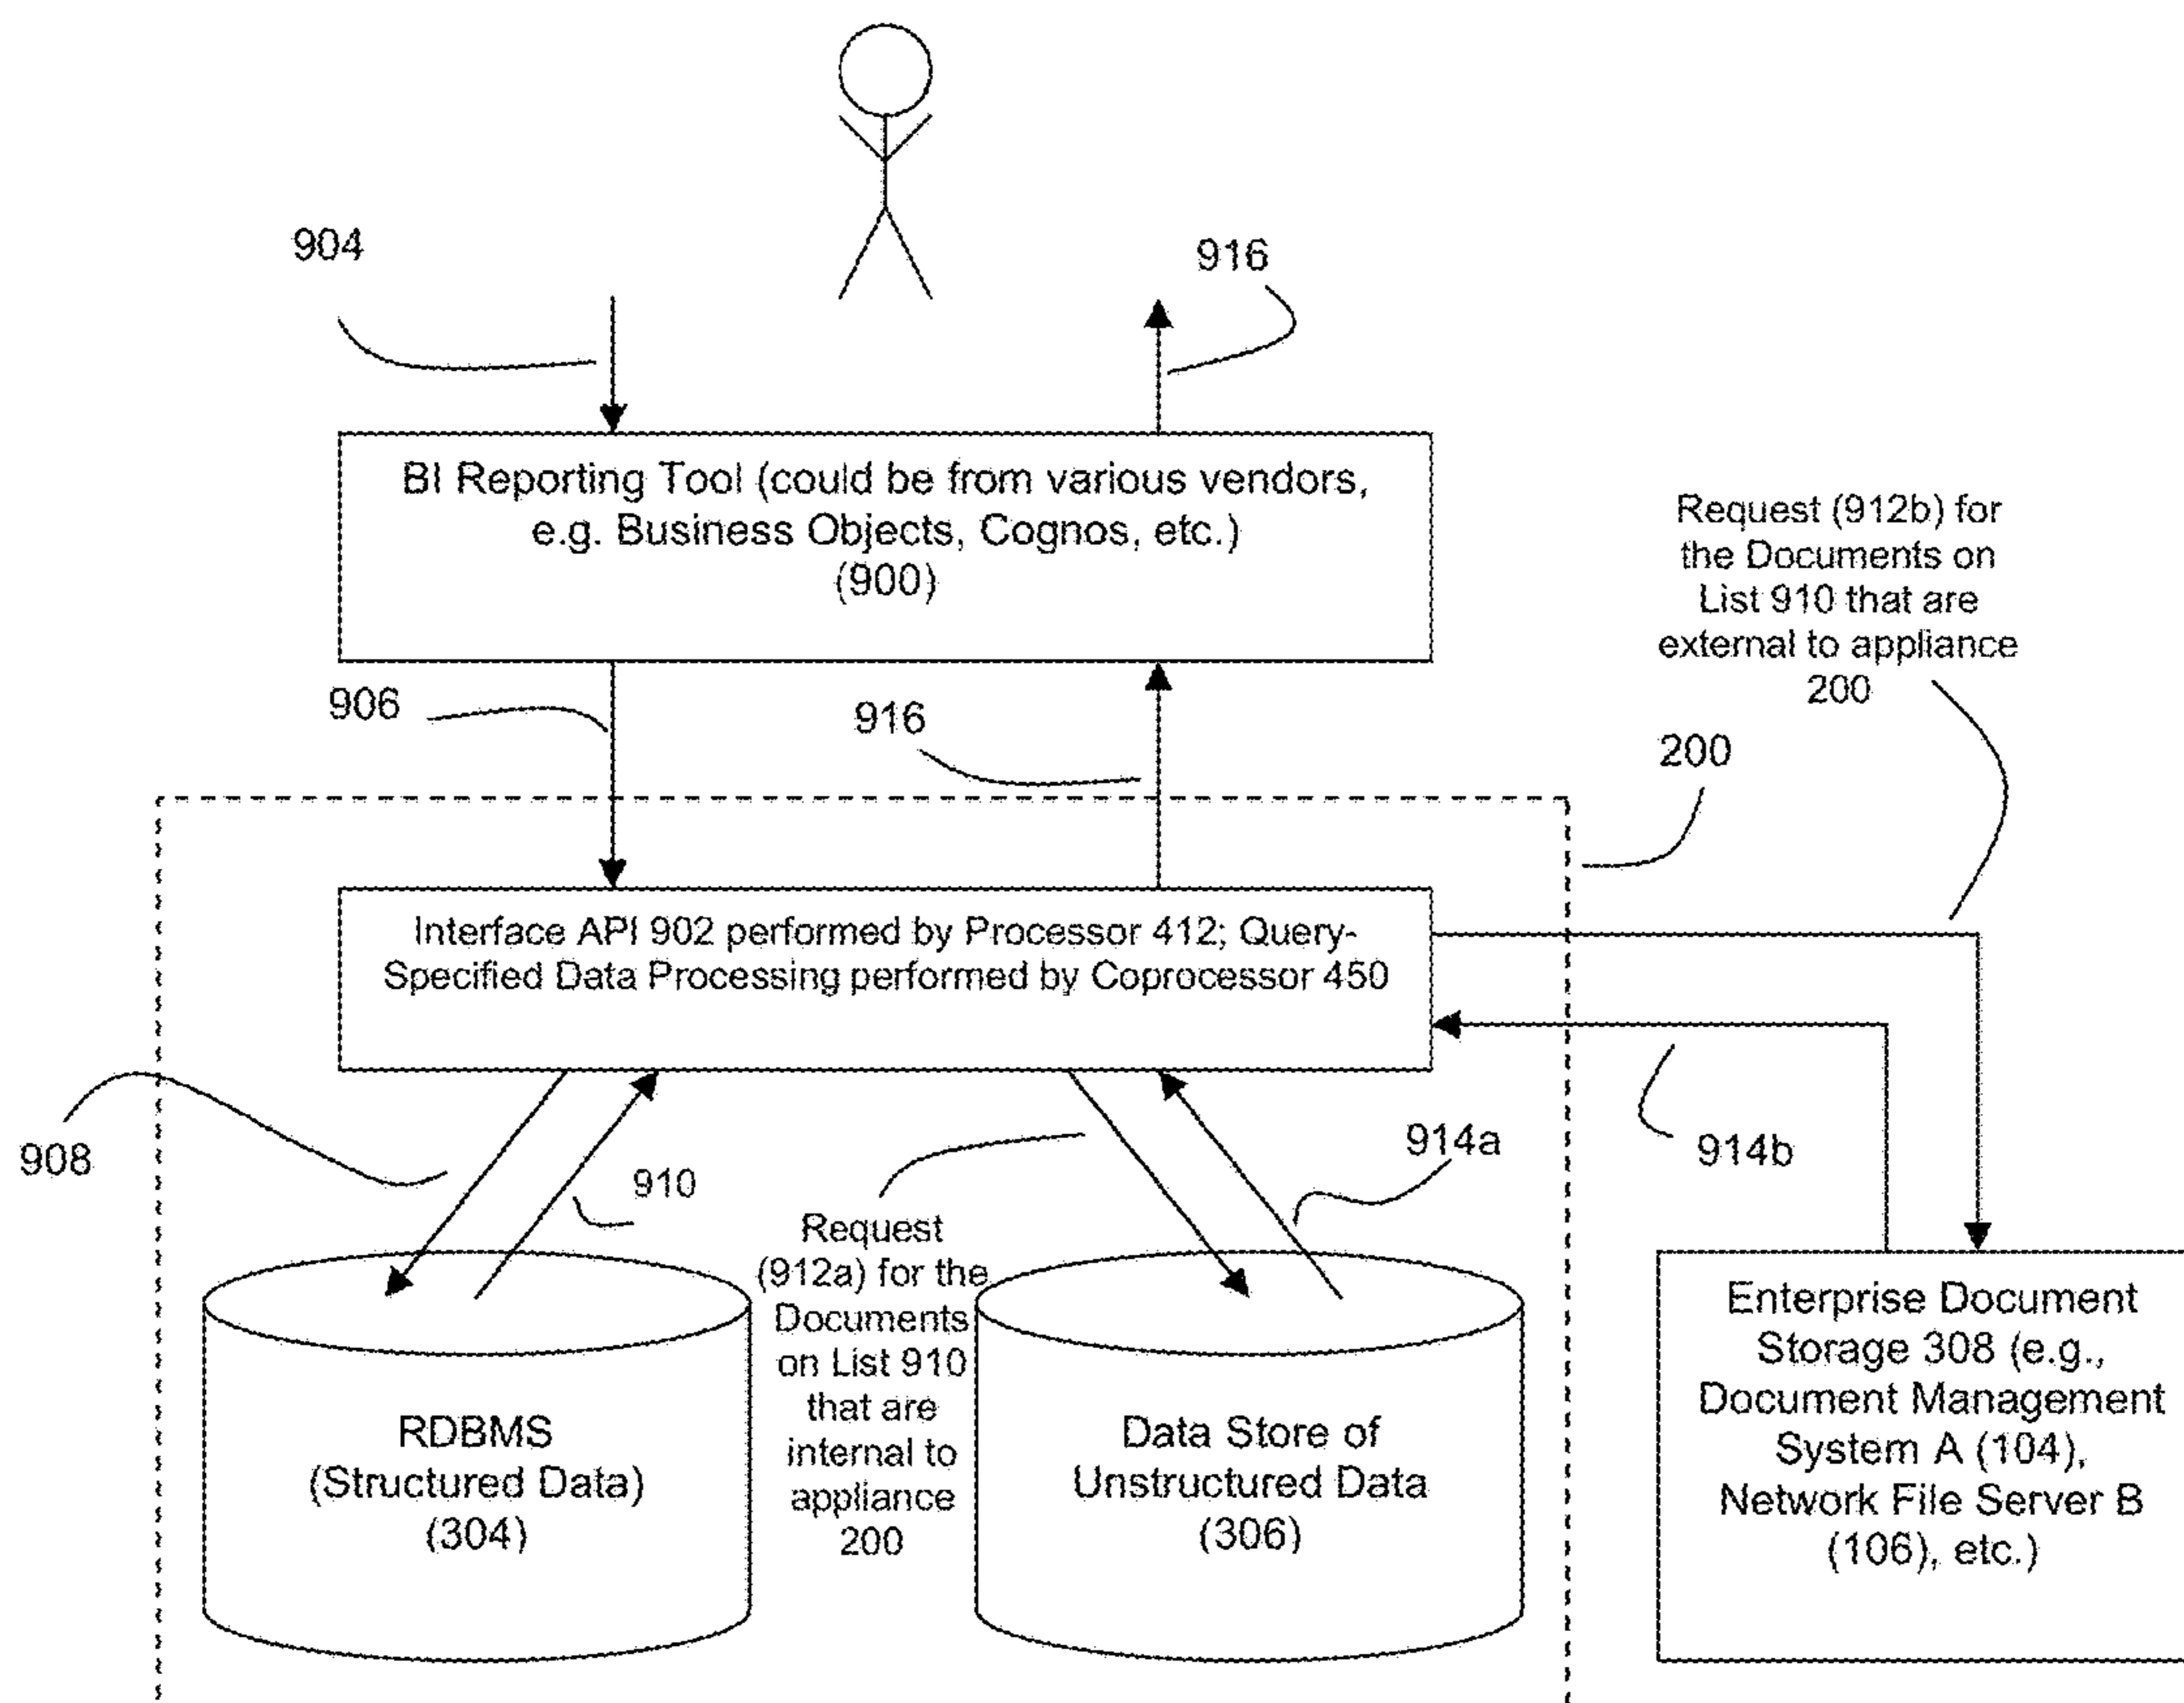 904
916
BI Reporting Tool (could be from various vendors,
e.g. Business Objects, Cognos, etc.)
(900)
Request (912b) for
the Documents on
List 910 that are
external to appliance
200
906
916
200
Interface API 902 performed by Processor 412; Query-
Specified Data Processing performed by Coprocessor 450
908
910
914a
914b
Request
(912a) for the
Documents
on List 910
that are
internal to
appliance
200
RDBMS
(Structured Data)
(304)
Data Store of
Unstructured Data
(306)
Enterprise Document
Storage 308 (e.g.,
Document Management
System A (104),
Network File Server B
(106), etc.)